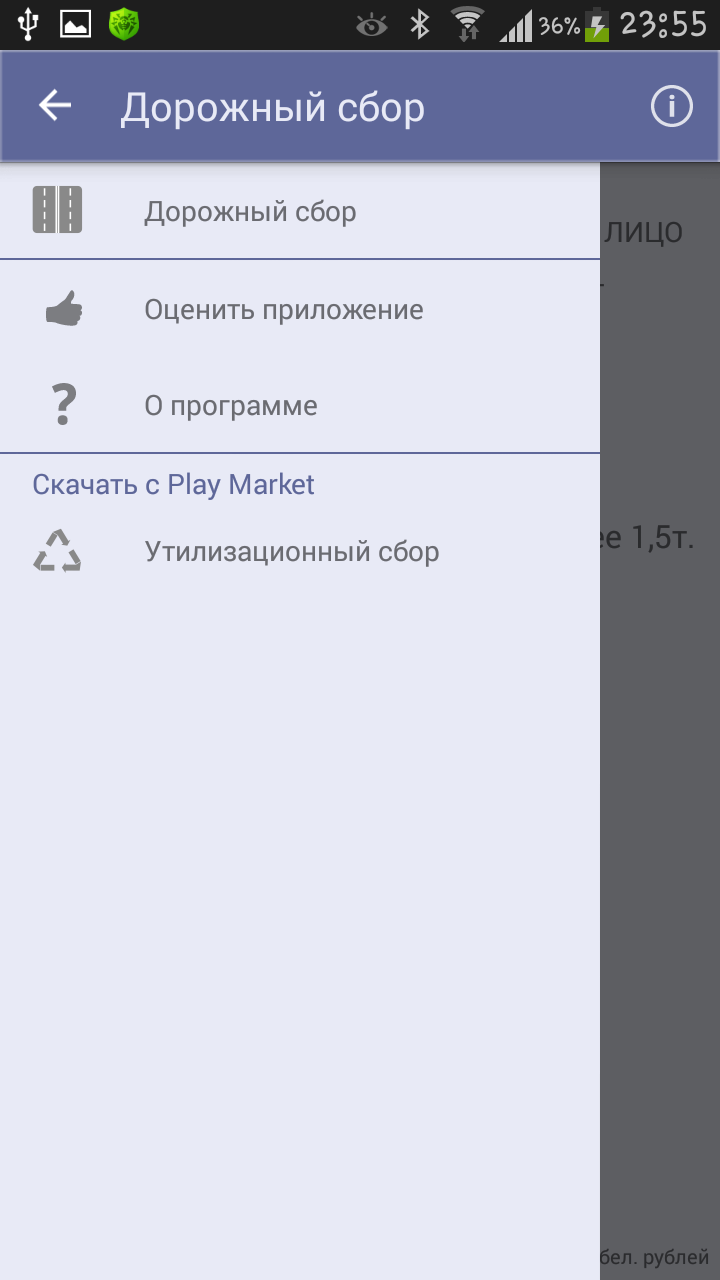 36% 23:55
Дорожный сбор
Дорожный сбор
ЛИЦО
Оценить приложение
О программе
Скачать с Play Market
1,5т.
Утилизационный сбор
бел. рублей